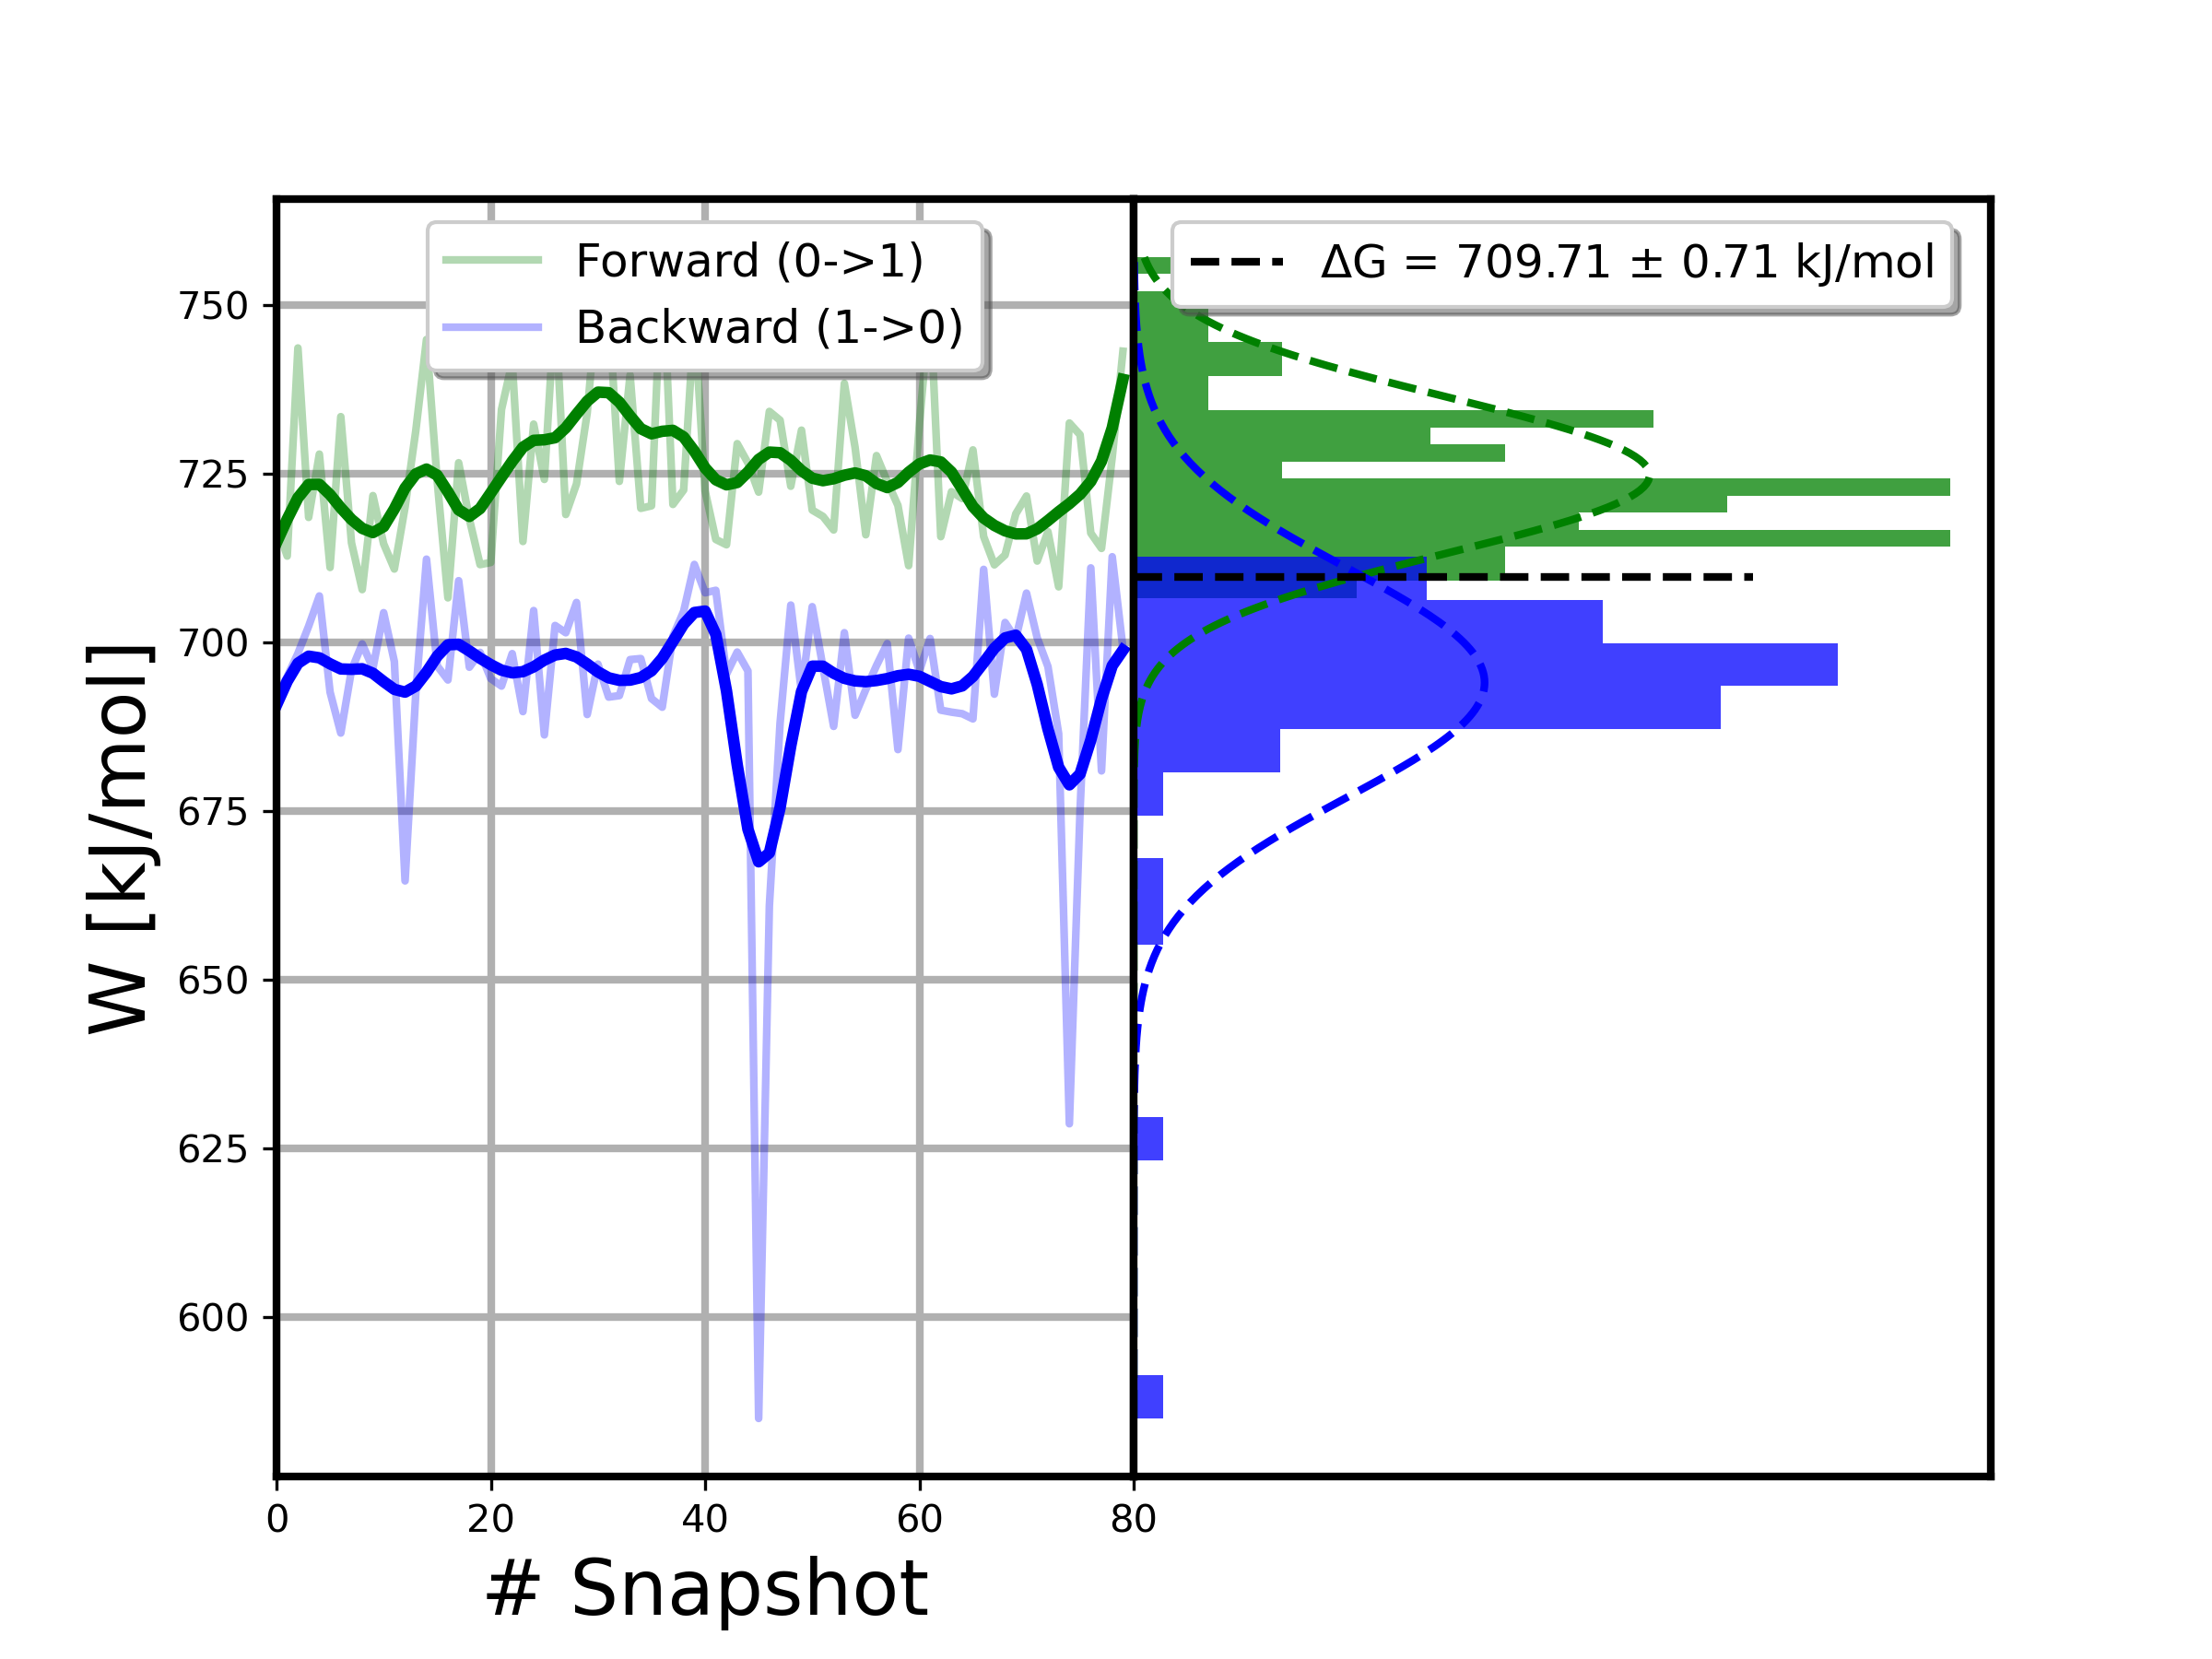 Forward (0->1)
Backward (1->0)
ΔG = 709.71 ± 0.71 kJ/mol
W [kJ/mol]
750
725
700
675
650
625
600
0 20 40 60 80
# Snapshot